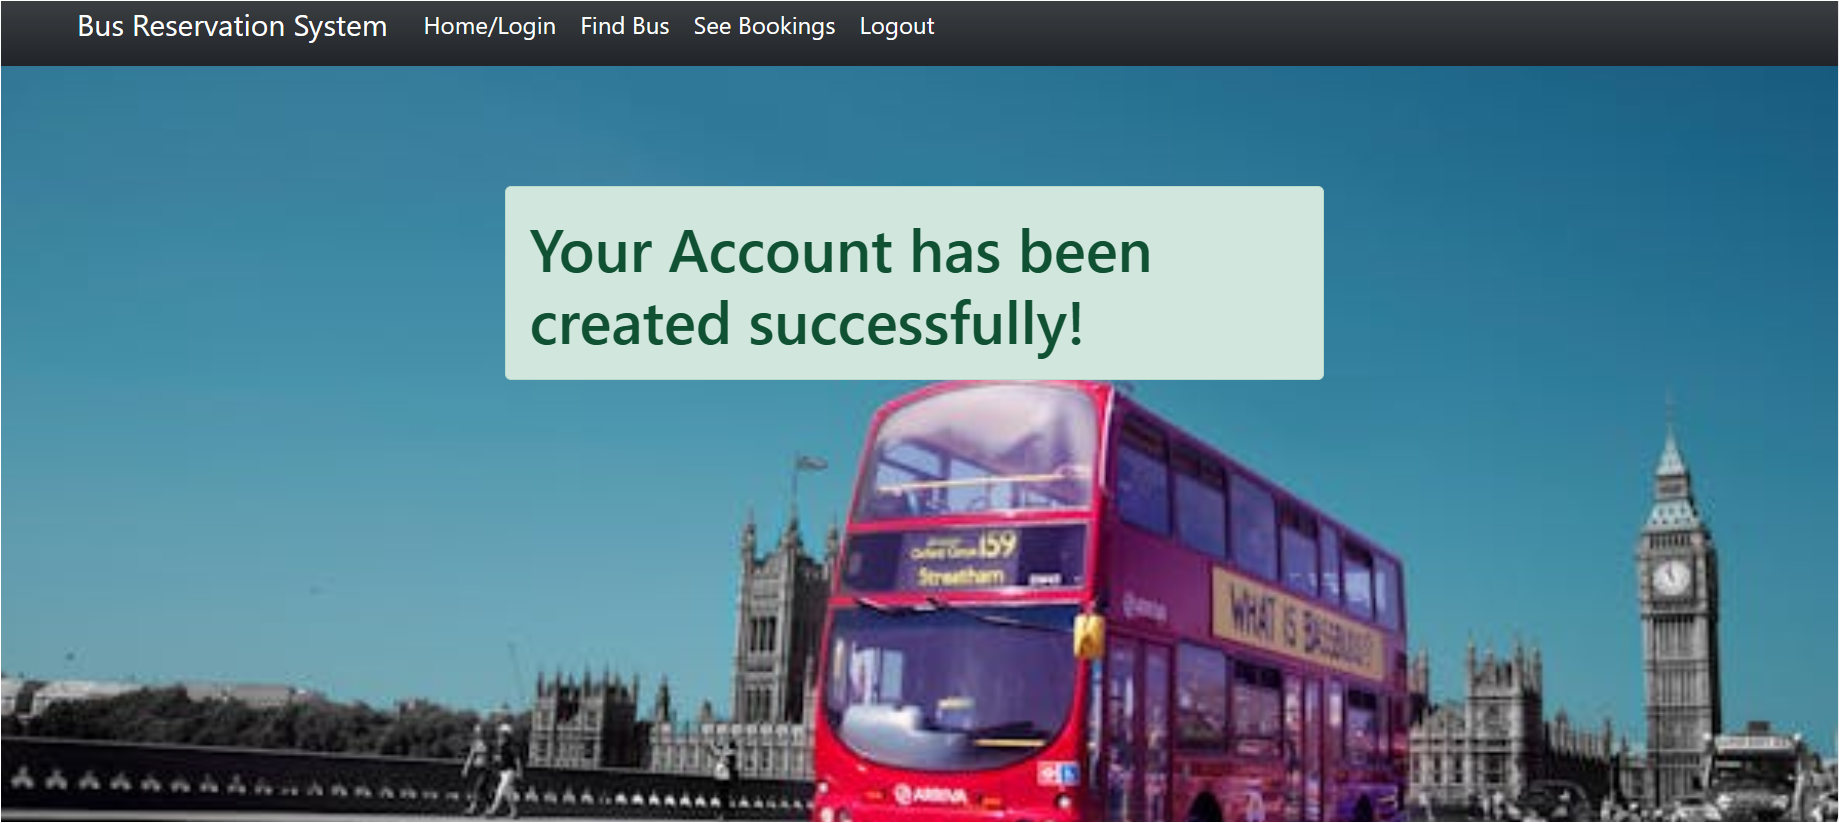 Bus Reservation System Home/Login Find Bus See Bookings Logout
Your Account has been
created successfully!
159
Streatham
WHAT IS
ARRIVA